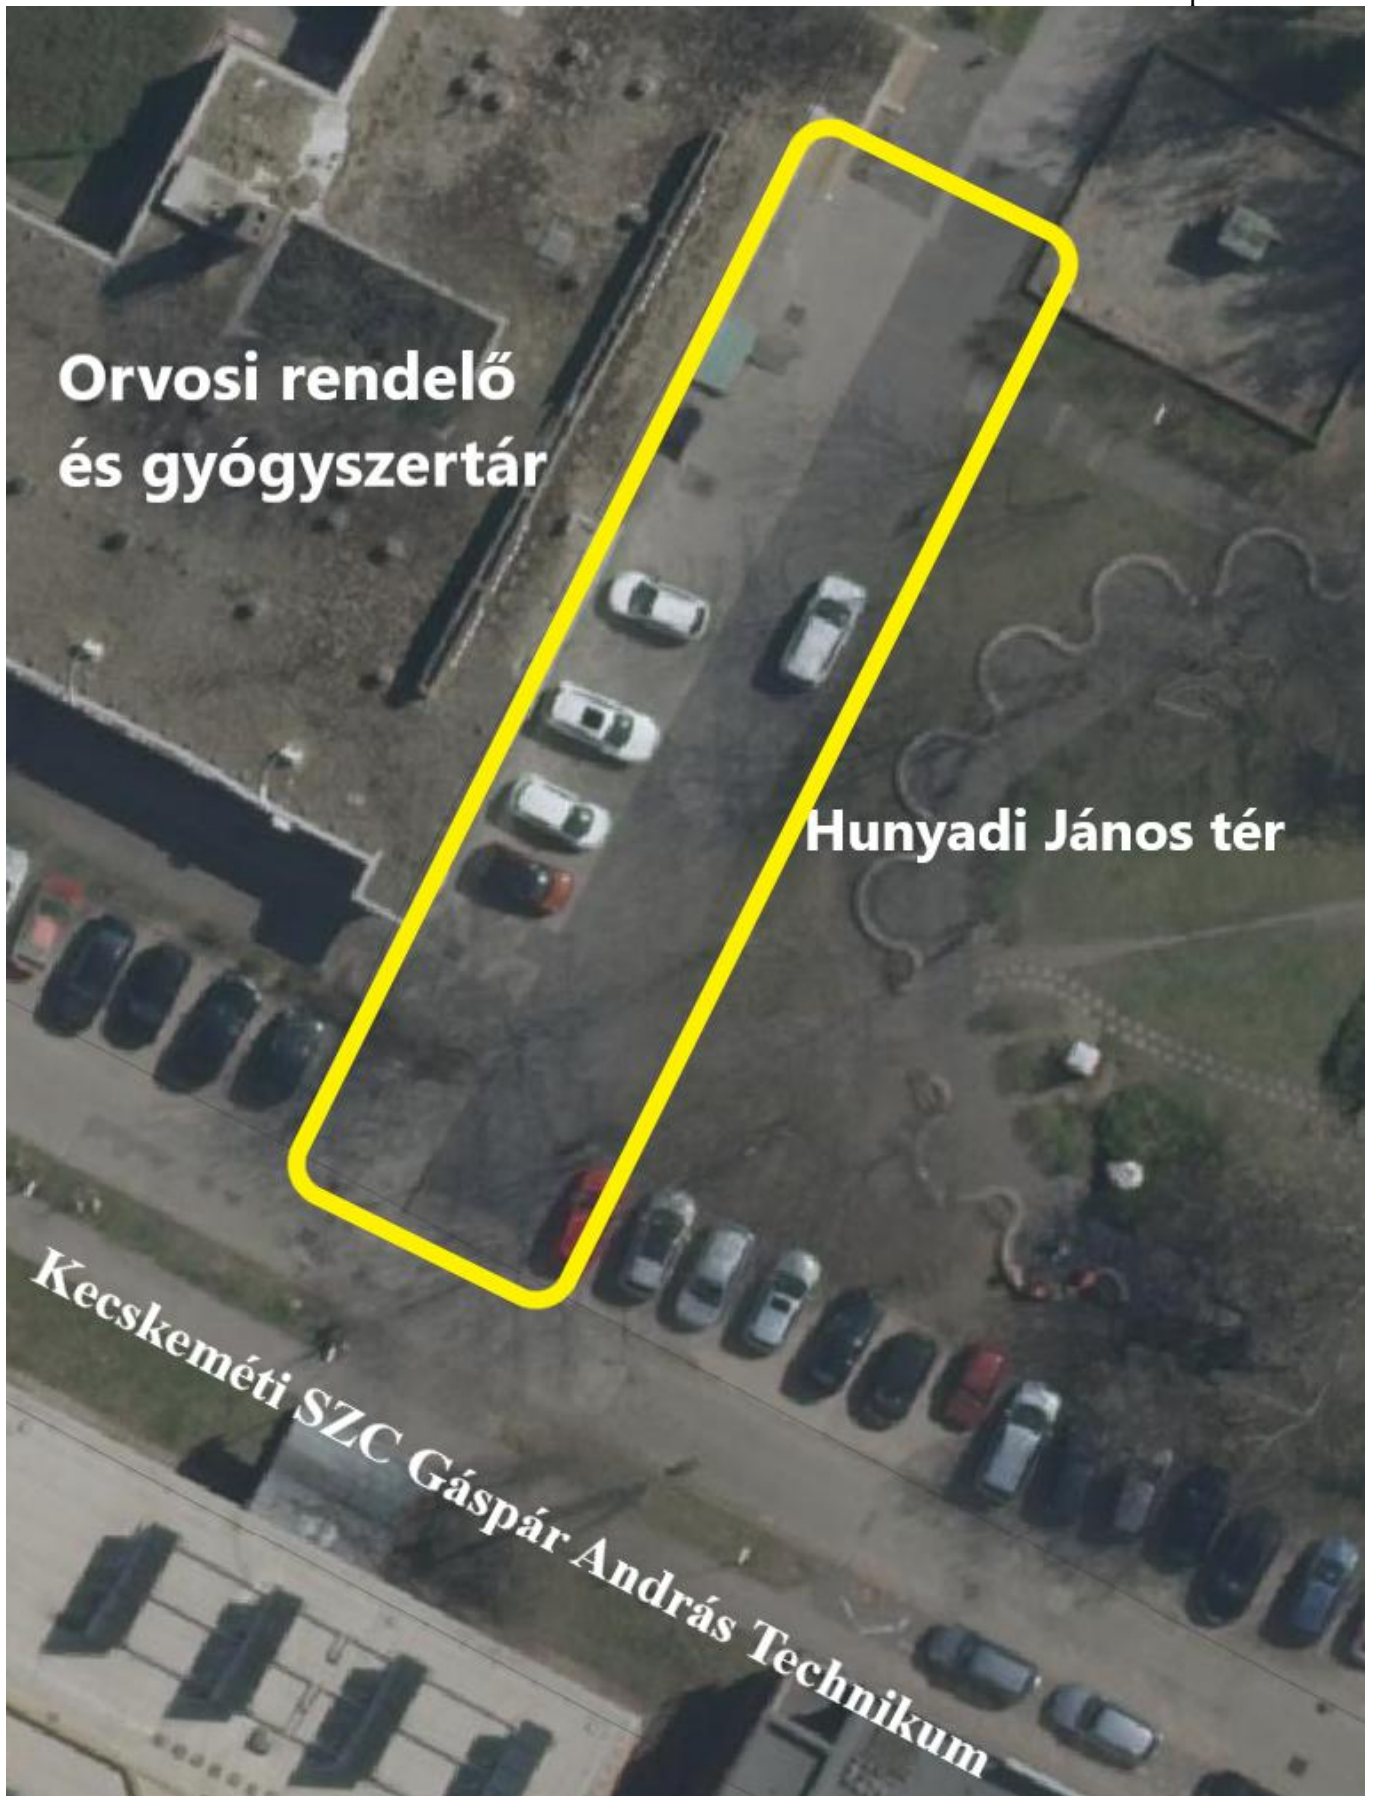 Orvosi rendelő
és gyógyszertár
Hunyadi János tér
Kecskeméti SZC Gáspár András Technikum